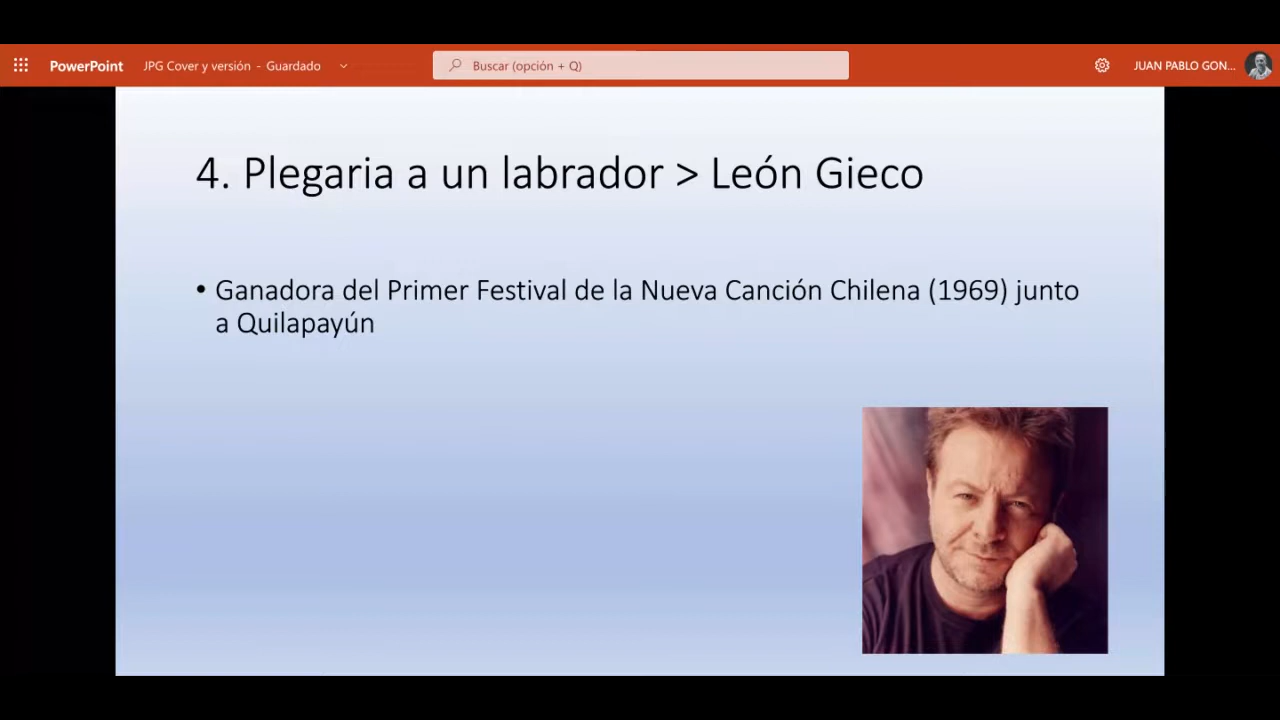 PowerPoint JPG Cover y versión - Guardado Buscar (opción + Q) JUAN PABLO GON...
4. Plegaria a un labrador > León Gieco
• Ganadora del Primer Festival de la Nueva Canción Chilena (1969) junto
a Quilapayún